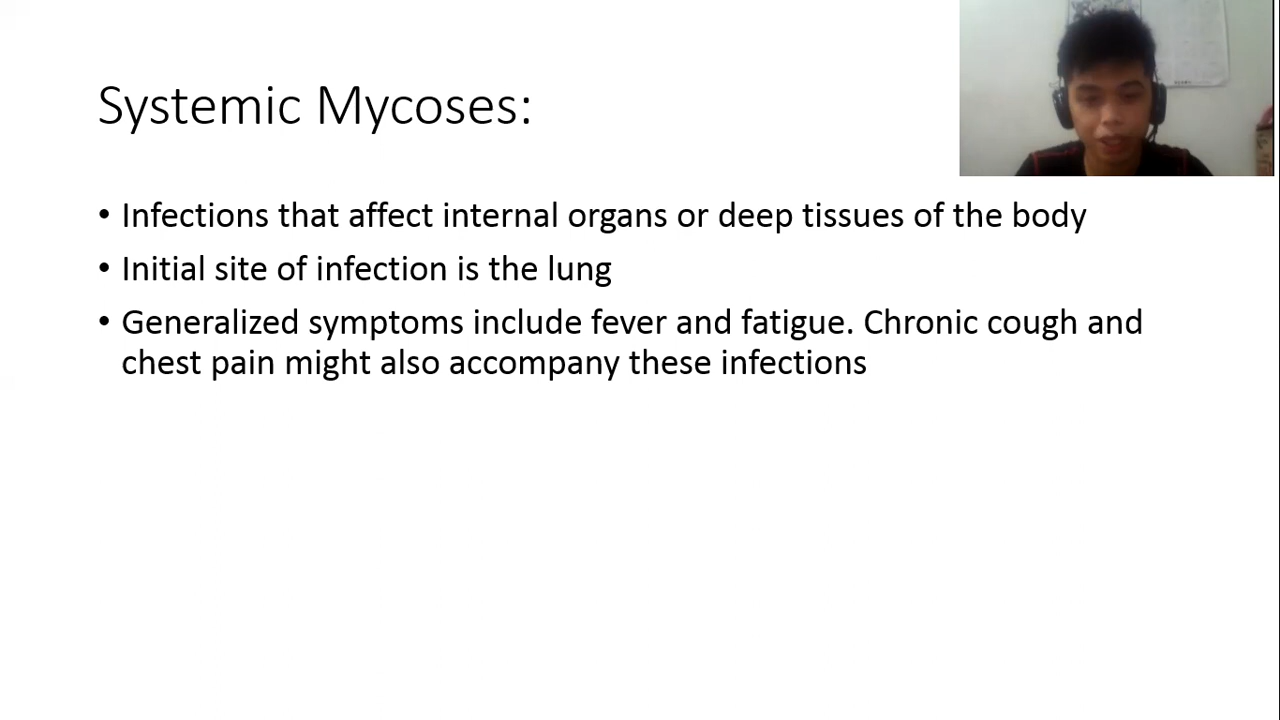 Systemic Mycoses:
• Infections that affect internal organs or deep tissues of the body
• Initial site of infection is the lung
• Generalized symptoms include fever and fatigue. Chronic cough and
chest pain might also accompany these infections